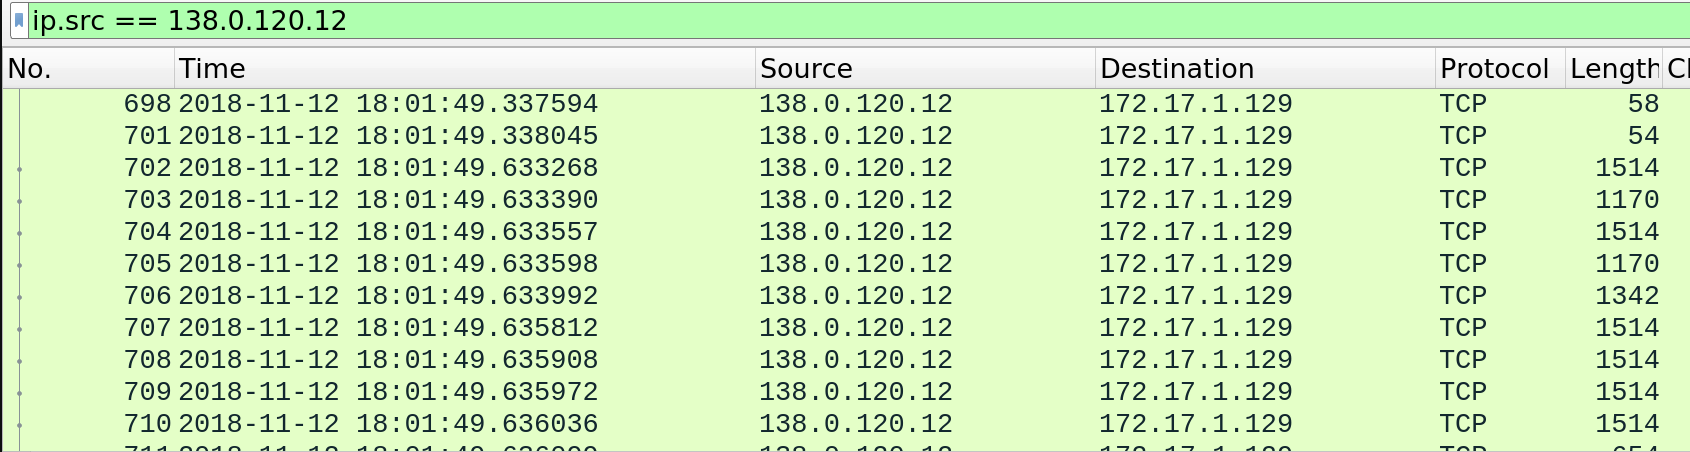 ip.src == 138.0.120.12
No. Time Source Destination Protocol Length
698 2018-11-12 18:01:49.337594 138.0.120.12 172.17.1.129 TCP 58
701 2018-11-12 18:01:49.338045 138.0.120.12 172.17.1.129 TCP 54
702 2018-11-12 18:01:49.633268 138.0.120.12 172.17.1.129 TCP 1514
703 2018-11-12 18:01:49.633390 138.0.120.12 172.17.1.129 TCP 1170
704 2018-11-12 18:01:49.633557 138.0.120.12 172.17.1.129 TCP 1514
705 2018-11-12 18:01:49.633598 138.0.120.12 172.17.1.129 TCP 1170
706 2018-11-12 18:01:49.633992 138.0.120.12 172.17.1.129 TCP 1342
707 2018-11-12 18:01:49.635812 138.0.120.12 172.17.1.129 TCP 1514
708 2018-11-12 18:01:49.635908 138.0.120.12 172.17.1.129 TCP 1514
709 2018-11-12 18:01:49.635972 138.0.120.12 172.17.1.129 TCP 1514
710 2018-11-12 18:01:49.636036 138.0.120.12 172.17.1.129 TCP 1514